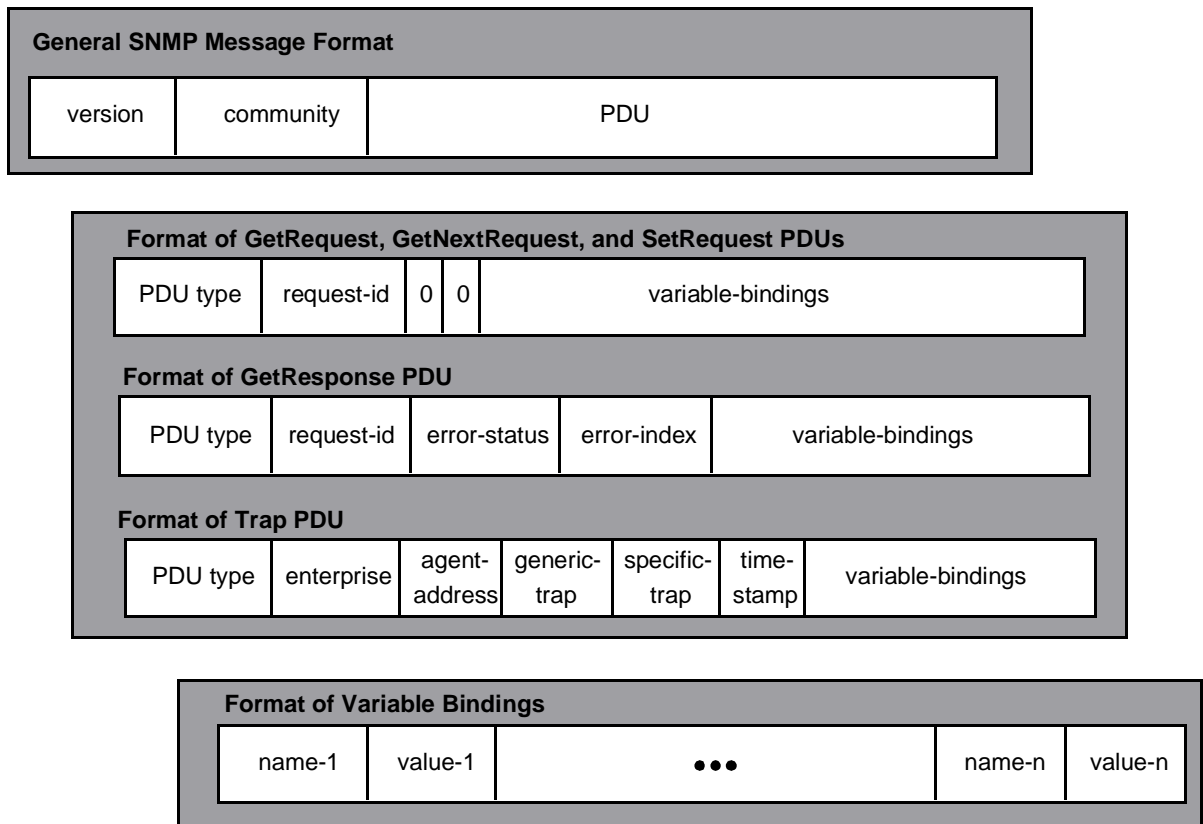 General SNMP Message Format
version community PDU
Format of GetRequest, GetNextRequest, and SetRequest PDUs
PDU type request-id 0 0 variable-bindings
Format of GetResponse PDU
PDU type request-id error-status error-index variable-bindings
Format of Trap PDU
PDU type enterprise agent-address generic-trap specific-trap time-stamp variable-bindings
Format of Variable Bindings
name-1 value-1 ••• name-n value-n